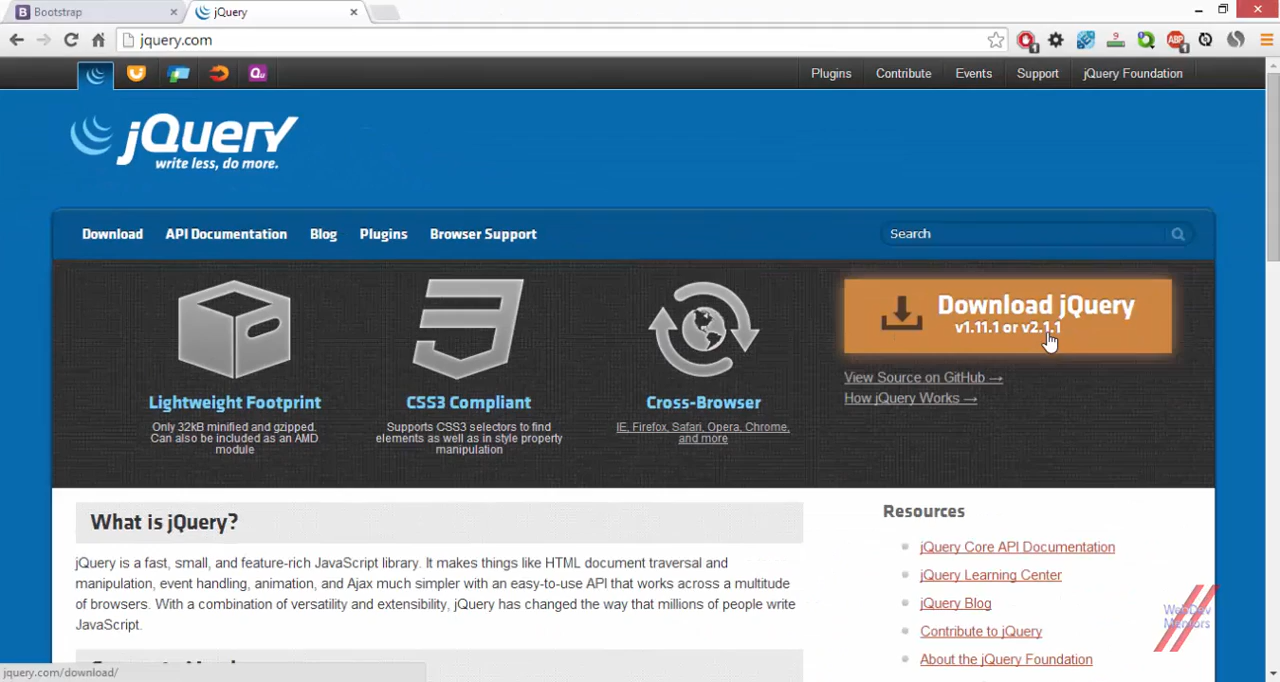 Bootstrap
jQuery
jquery.com
1
9
ABP
1
Qu
Plugins
Contribute
Events
Support
jQuery Foundation
jQuery
write less, do more.
Download
API Documentation
Blog
Plugins
Browser Support
Search
Download jQuery
v1.11.1 or v2.1.1
View Source on GitHub →
How jQuery Works →
Lightweight Footprint
Only 32kB minified and gzipped.
Can also be included as an AMD
module
CSS3 Compliant
Supports CSS3 selectors to find
elements as well as in style property
manipulation
Cross-Browser
IE, Firefox, Safari, Opera, Chrome,
and more
What is jQuery?
jQuery is a fast, small, and feature-rich JavaScript library. It makes things like HTML document traversal and
manipulation, event handling, animation, and Ajax much simpler with an easy-to-use API that works across a multitude
of browsers. With a combination of versatility and extensibility, jQuery has changed the way that millions of people write
JavaScript.
Resources
jQuery Core API Documentation
jQuery Learning Center
jQuery Blog
Contribute to jQuery
About the jQuery Foundation
WebDev
Mentors
jquery.com/download/